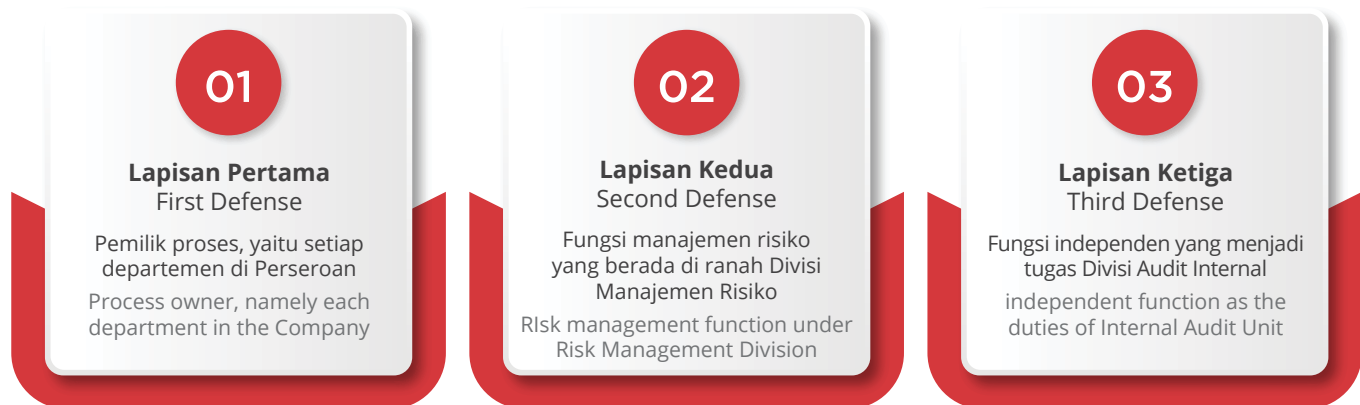 01
Lapisan Pertama
First Defense
Pemilik proses, yaitu setiap
departemen di Perseroan
Process owner, namely each
department in the Company
02
Lapisan Kedua
Second Defense
Fungsi manajemen risiko
yang berada di ranah Divisi
Manajemen Risiko
RIsk management function under
Risk Management Division
03
Lapisan Ketiga
Third Defense
Fungsi independen yang menjadi
tugas Divisi Audit Internal
independent function as the
duties of Internal Audit Unit